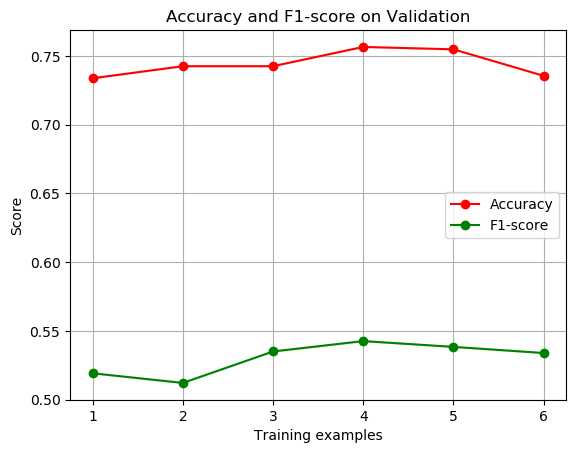 Accuracy and F1-score on Validation
0.75
0.70
0.65
0.60
0.55
0.50
Score
Accuracy
F1-score
1 2 3 4 5 6
Training examples